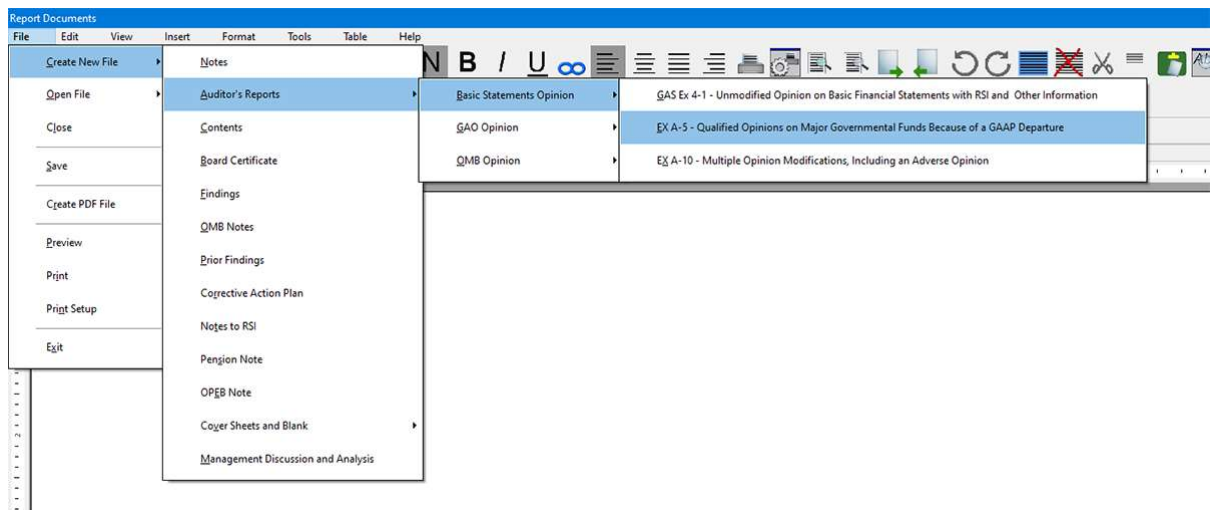 Report Documents
File Edit View Insert Format Tools Table Help
Create New File
Open File
Close
Save
Create PDF File
Preview
Print
Print Setup
Exit
Notes
Auditor's Reports
Contents
Board Certificate
Findings
QMB Notes
Prior Findings
Corrective Action Plan
Notes to RSI
Pension Note
OPEB Note
Cover Sheets and Blank
Management Discussion and Analysis
Basic Statements Opinion
GAO Opinion
OMB Opinion
GAS Ex 4-1 - Unmodified Opinion on Basic Financial Statements with RSI and Other Information
EX A-5 - Qualified Opinions on Major Governmental Funds Because of a GAAP Departure
EX A-10 - Multiple Opinion Modifications, Including an Adverse Opinion
N B I U
2